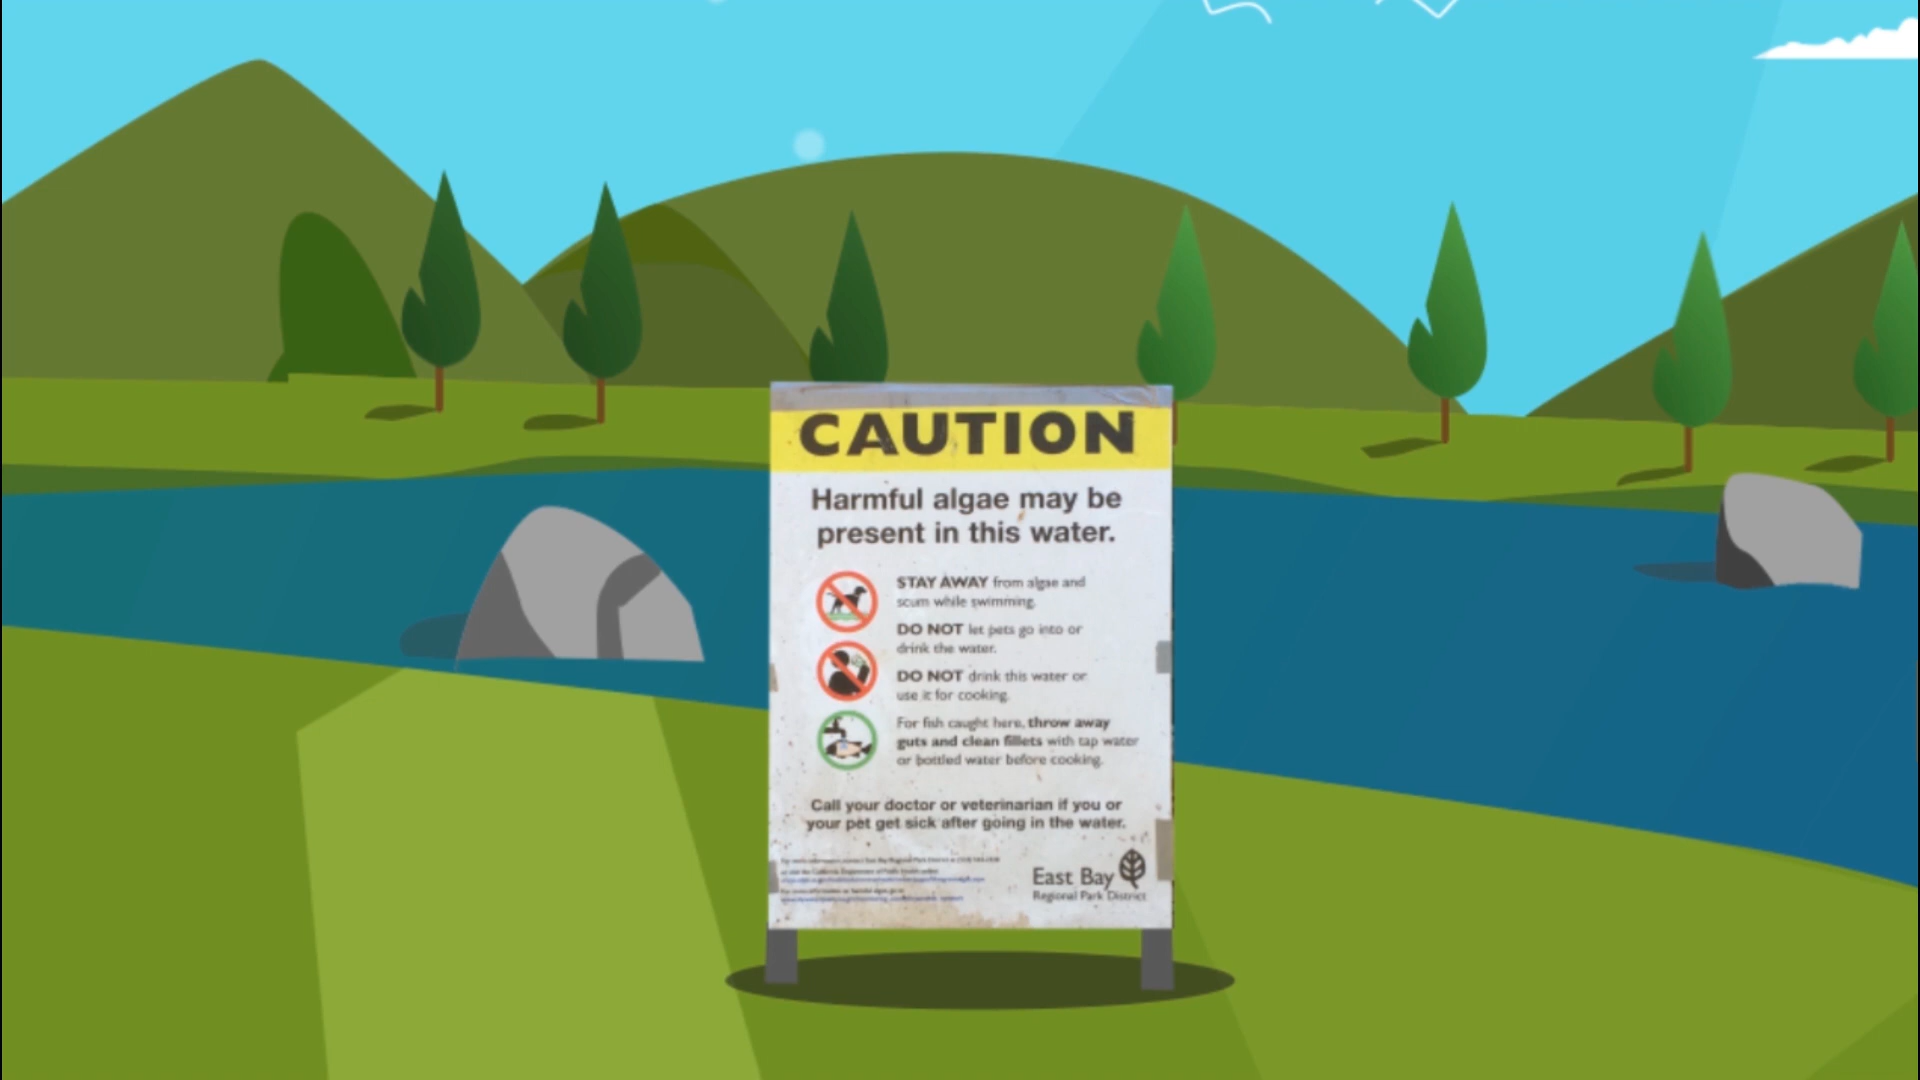 CAUTION
Harmful algae may be
present in this water.
STAY AWAY from algae and
scum while swimming.
DO NOT let pets go into or
drink the water.
DO NOT drink this water or
use it for cooking.
For fish caught here, throw away
guts and clean fillets with tap water
or bottled water before cooking.
Call your doctor or veterinarian if you or
your pet get sick after going in the water.
East Bay
Regional Park District